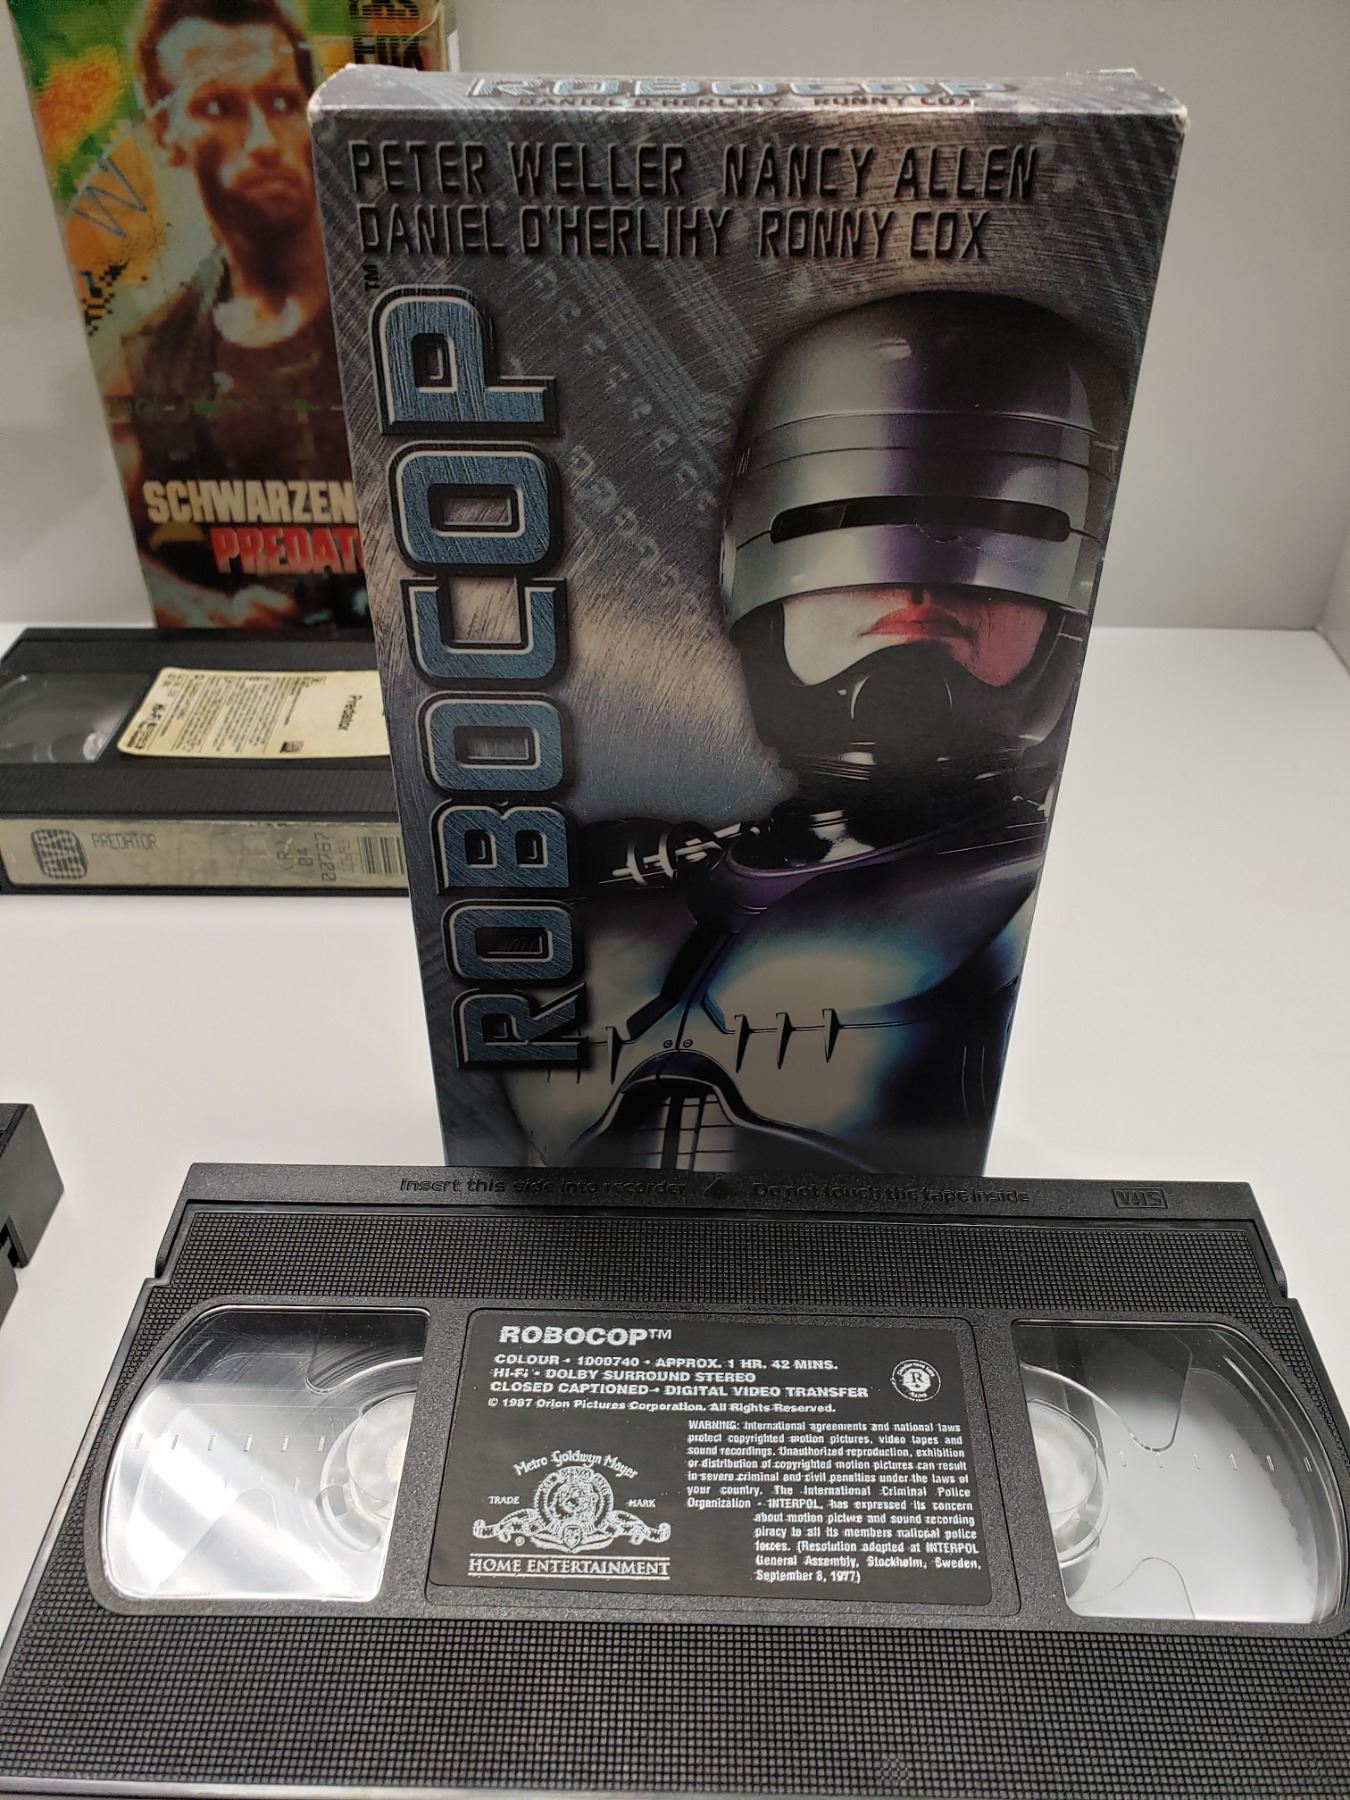 ROBOCOP
DANIEL O'HERLIHY RONNY COX
PETER WELLER NANCY ALLEN
DANIEL O'HERLIHY RONNY COX
ROBOCOP™
SCHWARZEN
PREDAT
Predator
Hi-Fi
PREDATOR
(R)
04
00767
Insert this side into recorder Do not touch the tape inside VHS
ROBOCOP™
COLOUR • 1000740 • APPROX. 1 HR. 42 MINS.
HI-FI • DOLBY SURROUND STEREO
CLOSED CAPTIONED • DIGITAL VIDEO TRANSFER
© 1987 Orion Pictures Corporation. All Rights Reserved.
R
WARNING: International agreements and national laws
protect copyrighted motion pictures, video tapes and
sound recordings. Unauthorized reproduction, exhibition
or distribution of copyrighted motion pictures can result
in severe criminal and civil penalties under the laws of
your country. The International Criminal Police
Organization - INTERPOL, has expressed its concern
about motion picture and sound recording
piracy to all its members national police
forces. (Resolution adopted at INTERPOL
General Assembly, Stockholm, Sweden,
September 8, 1977)
Metro Goldwyn Mayer
TRADE MARK
®
HOME ENTERTAINMENT